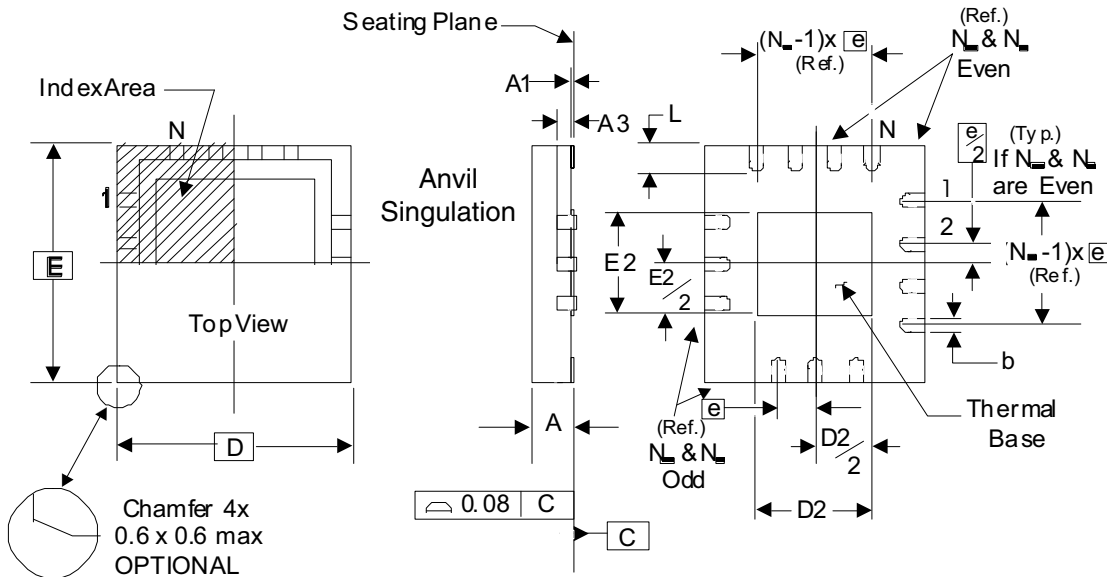 Seating Plane
(Ref.)
(N -1)x e
(Ref.)
N & N
Even
A1
Index Area
A3
L
N
N
e/2
(Typ.)
If N & N
are Even
1
Anvil
Singulation
1
2
E
E2
E2/2
(N -1)x e
(Ref.)
Top View
b
e
A
(Ref.)
N & N
Odd
D2/2
Thermal
Base
D
D2
0.08 C
C
Chamfer 4x
0.6 x 0.6 max
OPTIONAL